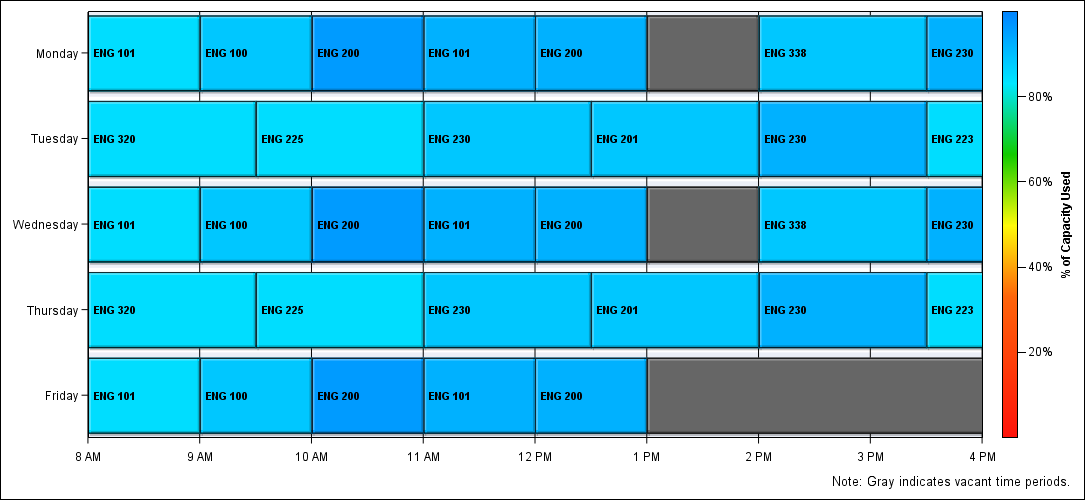 Monday ENG 101 ENG 100 ENG 200 ENG 101 ENG 200 ENG 338 ENG 230
Tuesday ENG 320 ENG 225 ENG 230 ENG 201 ENG 230 ENG 223
Wednesday ENG 101 ENG 100 ENG 200 ENG 101 ENG 200 ENG 338 ENG 230
Thursday ENG 320 ENG 225 ENG 230 ENG 201 ENG 230 ENG 223
Friday ENG 101 ENG 100 ENG 200 ENG 101 ENG 200
8 AM 9 AM 10 AM 11 AM 12 PM 1 PM 2 PM 3 PM 4 PM
80%
60%
40%
20%
% of Capacity Used
Note: Gray indicates vacant time periods.